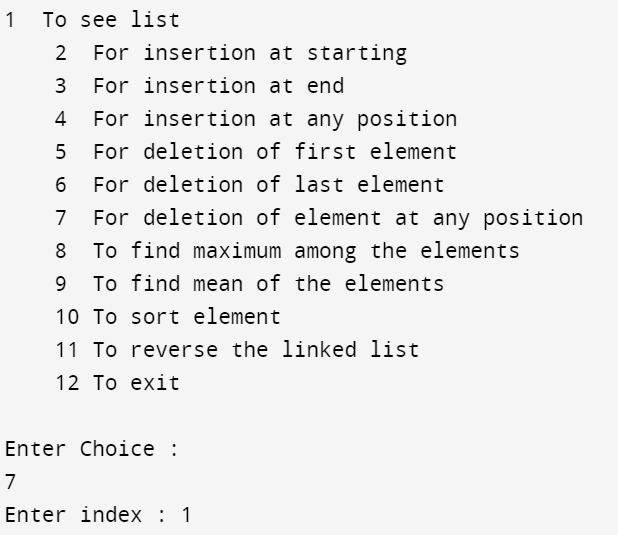 1  To see list
    2  For insertion at starting
    3  For insertion at end
    4  For insertion at any position
    5  For deletion of first element
    6  For deletion of last element
    7  For deletion of element at any position
    8  To find maximum among the elements
    9  To find mean of the elements
    10 To sort element
    11 To reverse the linked list
    12 To exit

Enter Choice :
7
Enter index : 1